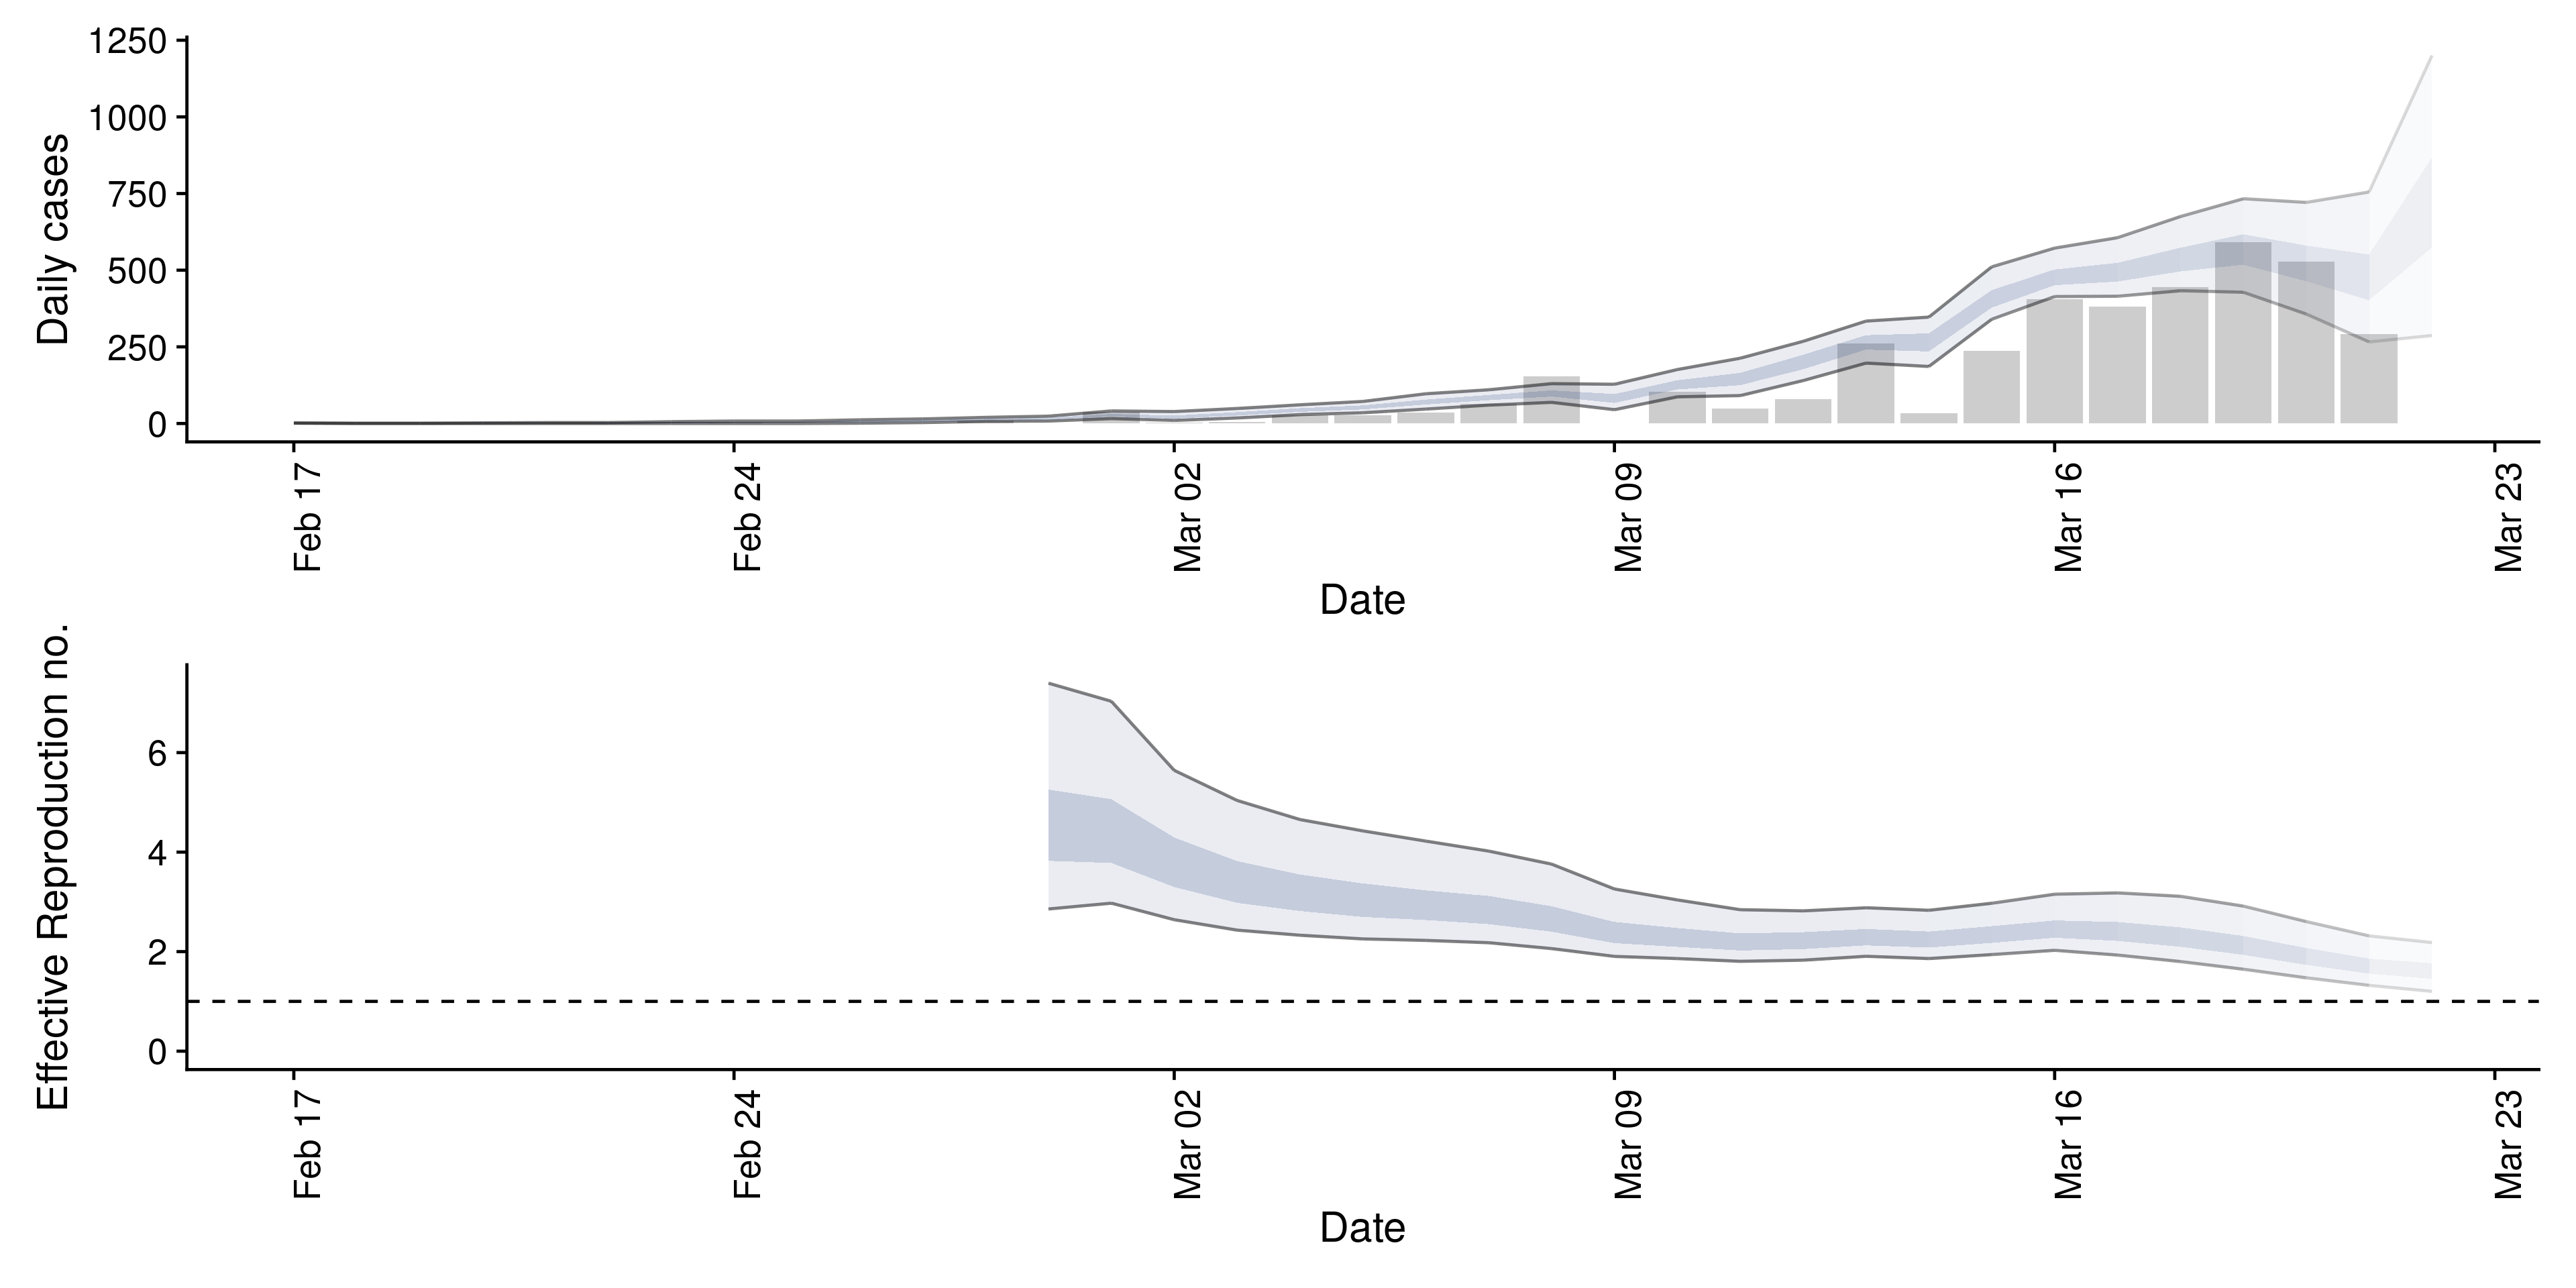 Daily cases
1250
1000
750
500
250
0
Feb 17
Feb 24
Mar 02
Mar 09
Mar 16
Mar 23
Date
Effective Reproduction no.
6
4
2
0
Feb 17
Feb 24
Mar 02
Mar 09
Mar 16
Mar 23
Date